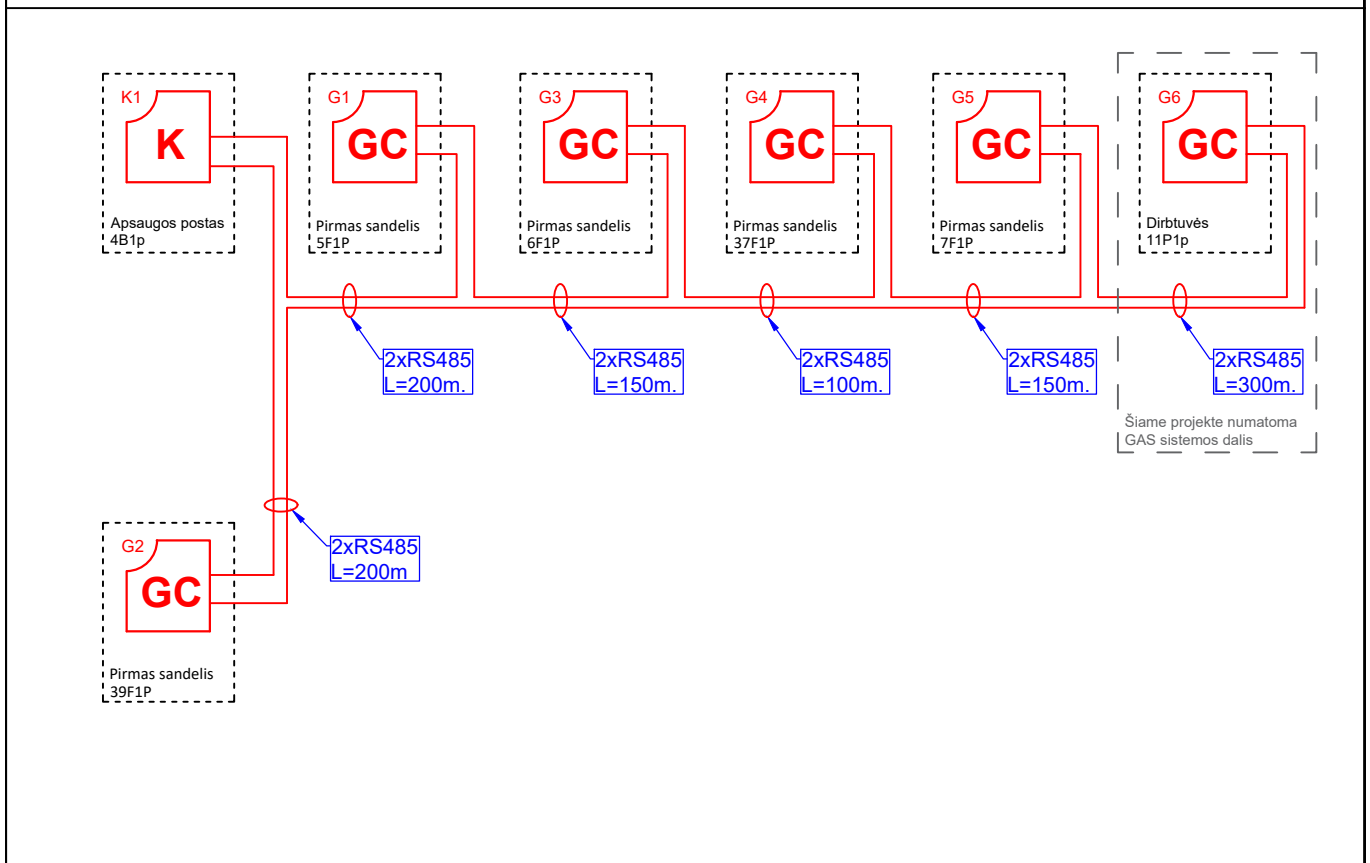 K1
K
Apsaugos postas
4B1p
G1
GC
Pirmas sandelis
5F1P
G3
GC
Pirmas sandelis
6F1P
G4
GC
Pirmas sandelis
37F1P
G5
GC
Pirmas sandelis
7F1P
G6
GC
Dirbtuvės
11P1p
2xRS485
L=200m.
2xRS485
L=150m.
2xRS485
L=100m.
2xRS485
L=150m.
2xRS485
L=300m.
Šiame projekte numatoma
GAS sistemos dalis
G2
GC
Pirmas sandelis
39F1P
2xRS485
L=200m